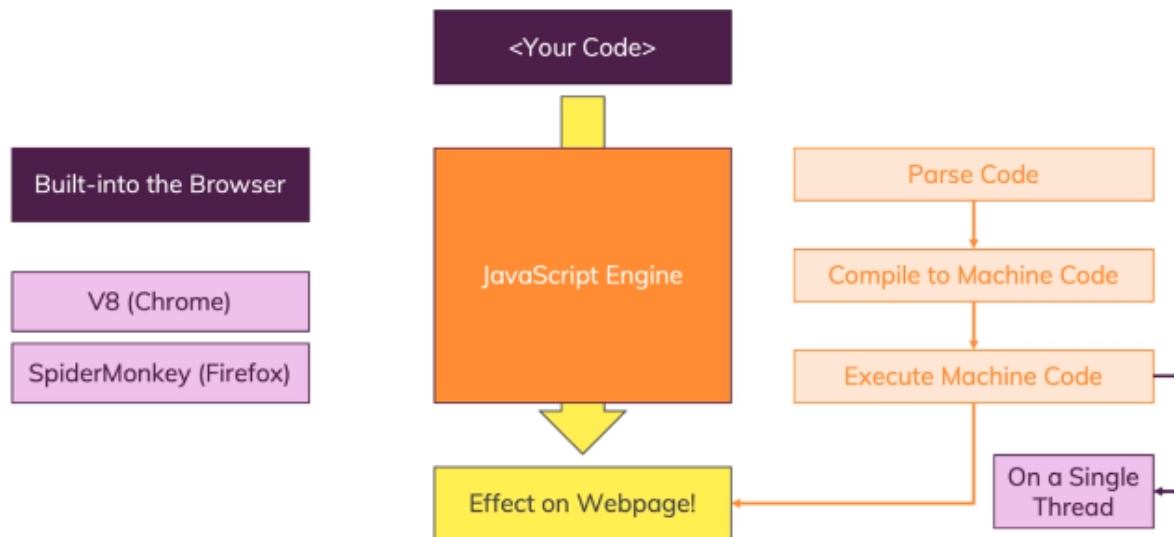 <Your Code>
Built-into the Browser
V8 (Chrome)
SpiderMonkey (Firefox)
JavaScript Engine
Parse Code
Compile to Machine Code
Execute Machine Code
On a Single
Thread
Effect on Webpage!